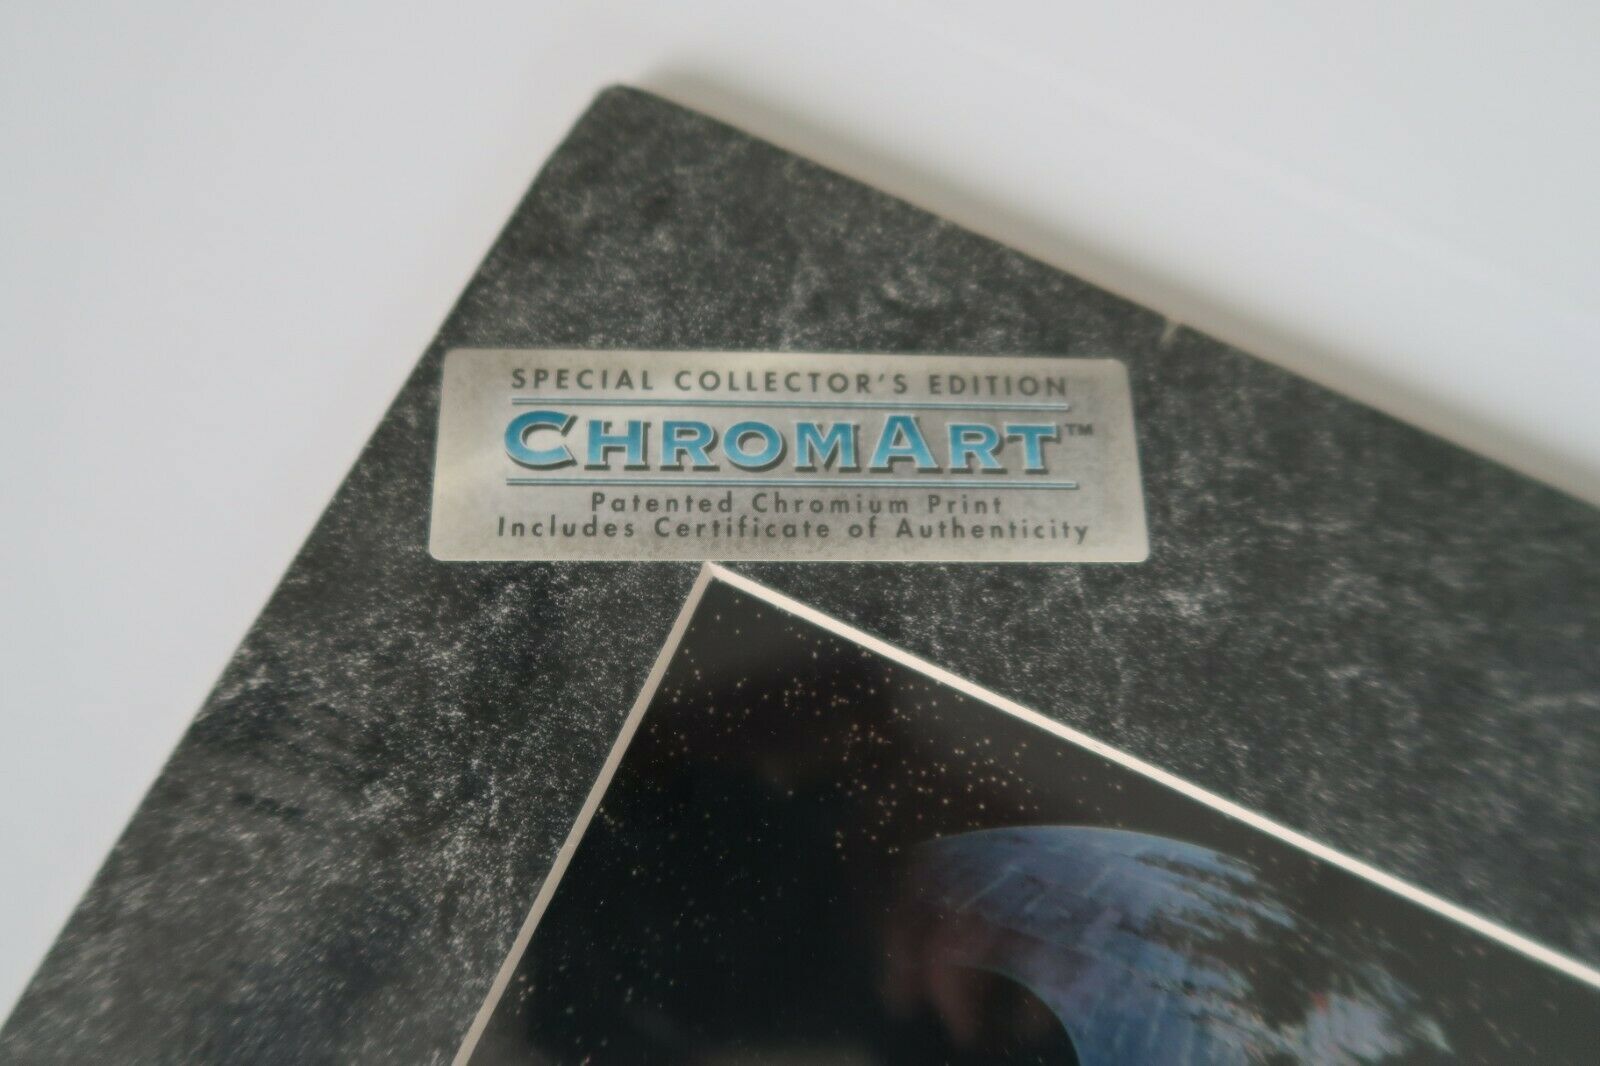 SPECIAL COLLECTOR'S EDITION
CHROMART™
Patented Chromium Print
Includes Certificate of Authenticity